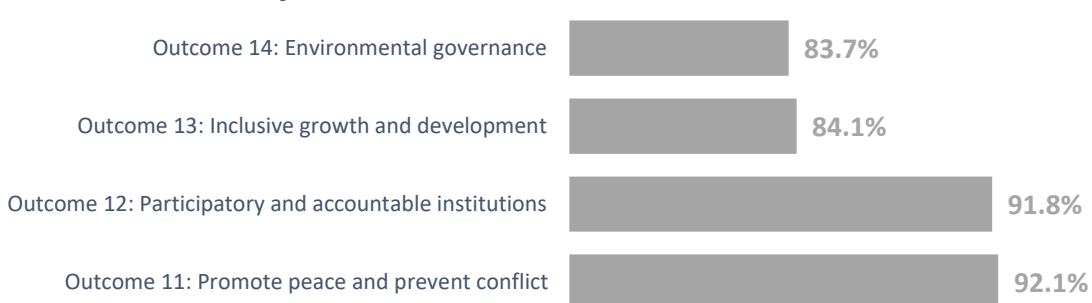 Outcome 14: Environmental governance 83.7%
Outcome 13: Inclusive growth and development 84.1%
Outcome 12: Participatory and accountable institutions 91.8%
Outcome 11: Promote peace and prevent conflict 92.1%